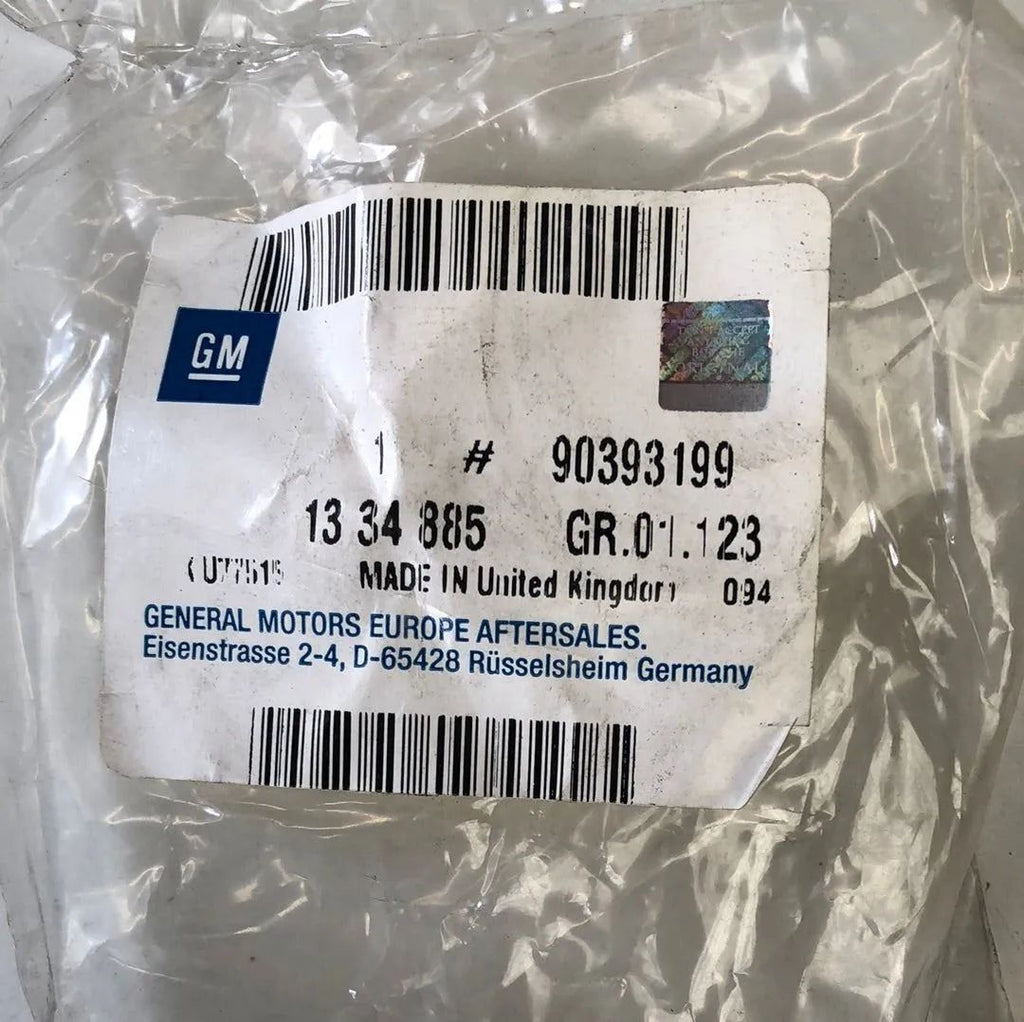 GM
1 # 90393199
13 34 885 GR.01.123
MADE IN United Kingdom 094
GENERAL MOTORS EUROPE AFTERSALES.
Eisenstrasse 2-4, D-65428 Rüsselsheim Germany